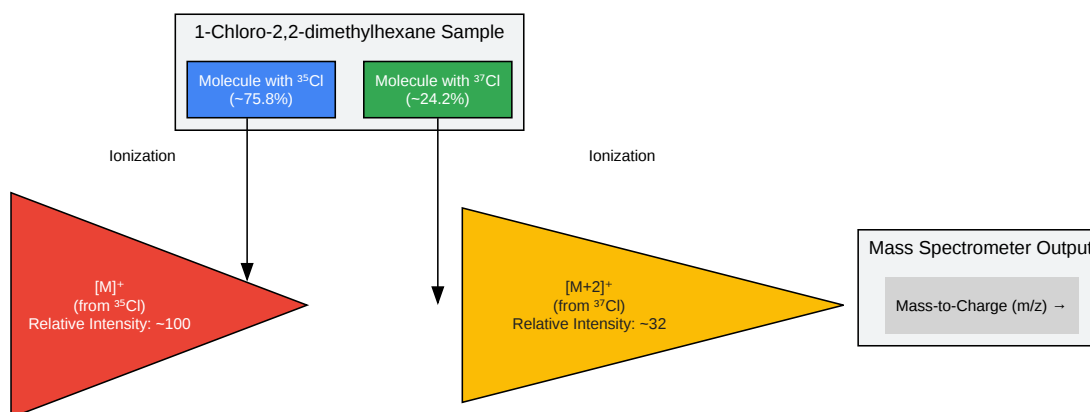 1-Chloro-2,2-dimethylhexane Sample
Molecule with ³⁵Cl
(~75.8%)
Molecule with ³⁷Cl
(~24.2%)
Ionization
Ionization
[M]⁺
(from ³⁵Cl)
Relative Intensity: ~100
[M+2]⁺
(from ³⁷Cl)
Relative Intensity: ~32
Mass Spectrometer Output
Mass-to-Charge (m/z) →